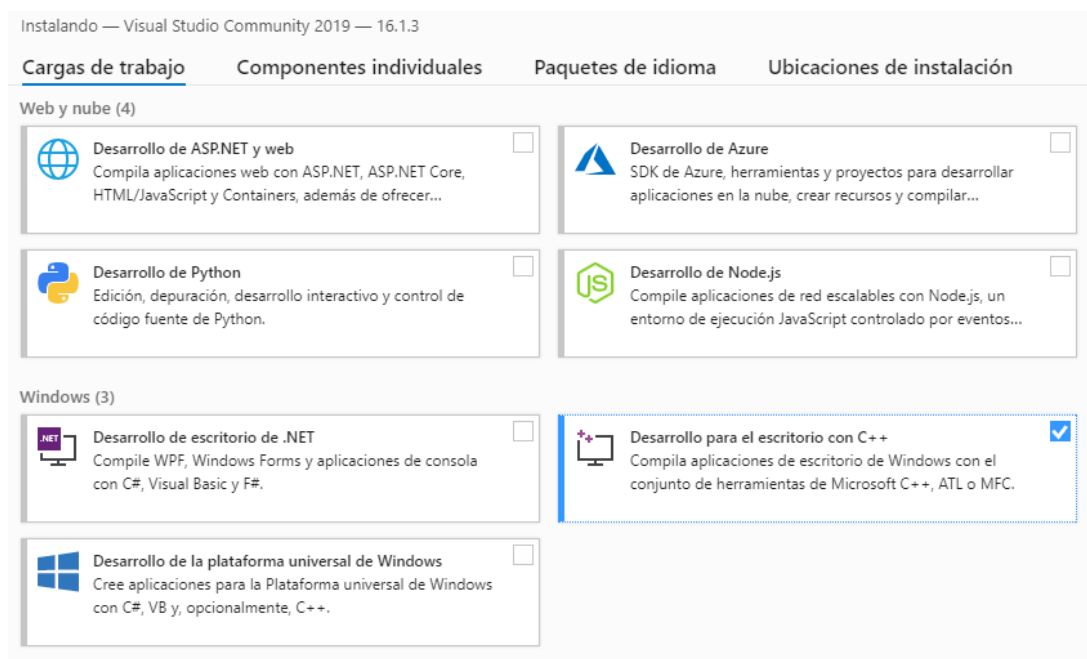 Instalando — Visual Studio Community 2019 — 16.1.3
Cargas de trabajo Componentes individuales Paquetes de idioma Ubicaciones de instalación
Web y nube (4)
Desarrollo de ASP.NET y web
Compila aplicaciones web con ASP.NET, ASP.NET Core,
HTML/JavaScript y Containers, además de ofrecer...
Desarrollo de Azure
SDK de Azure, herramientas y proyectos para desarrollar
aplicaciones en la nube, crear recursos y compilar...
Desarrollo de Python
Edición, depuración, desarrollo interactivo y control de
código fuente de Python.
JS
Desarrollo de Node.js
Compile aplicaciones de red escalables con Node.js, un
entorno de ejecución JavaScript controlado por eventos...
Windows (3)
.NET
Desarrollo de escritorio de .NET
Compile WPF, Windows Forms y aplicaciones de consola
con C#, Visual Basic y F#.
Desarrollo para el escritorio con C++
Compila aplicaciones de escritorio de Windows con el
conjunto de herramientas de Microsoft C++, ATL o MFC.
Desarrollo de la plataforma universal de Windows
Cree aplicaciones para la Plataforma universal de Windows
con C#, VB y, opcionalmente, C++.